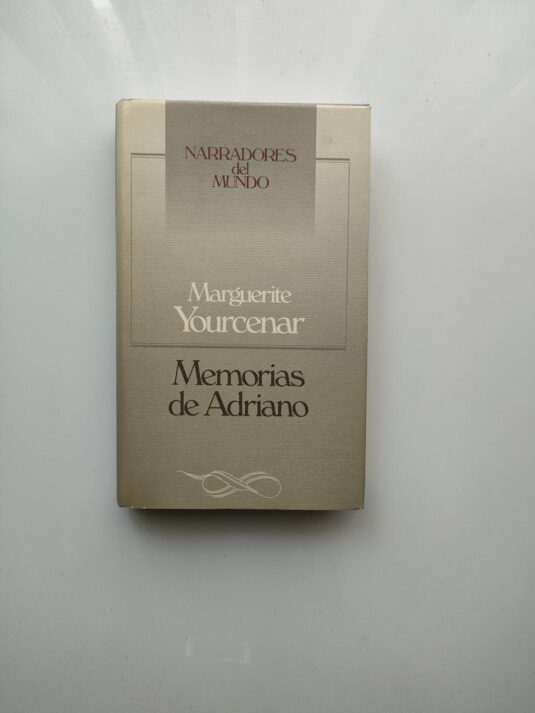 NARRADORES
del
MUNDO
Marguerite
Yourcenar
Memorias
de Adriano